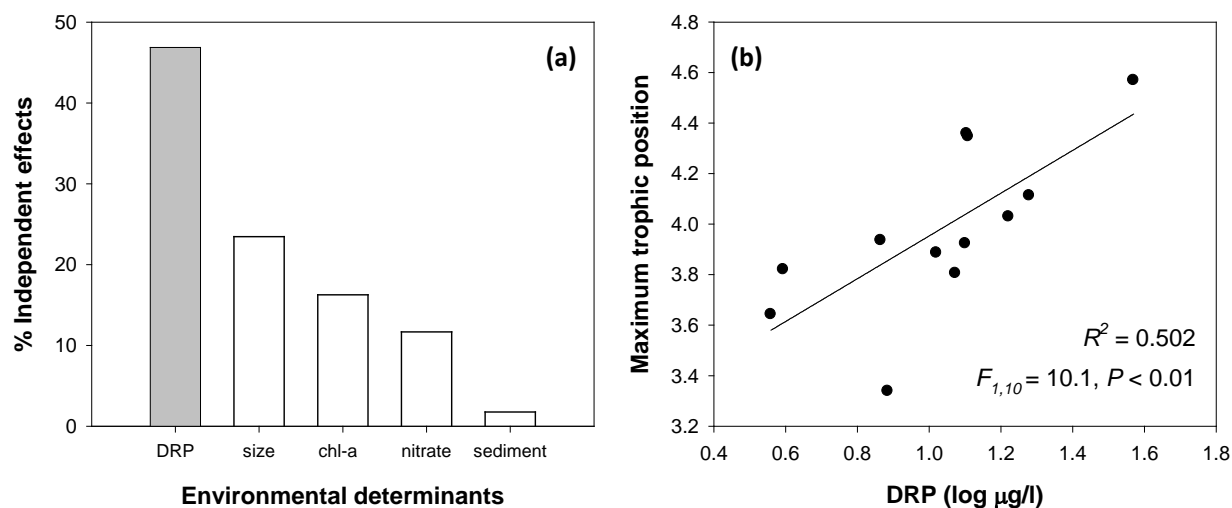 (a)
% Independent effects
50
40
30
20
10
0
DRP size chl-a nitrate sediment
Environmental determinants
(b)
Maximum trophic position
4.8
4.6
4.4
4.2
4.0
3.8
3.6
3.4
3.2
R² = 0.502
F1,10 = 10.1, P < 0.01
0.4 0.6 0.8 1.0 1.2 1.4 1.6 1.8
DRP (log μg/l)